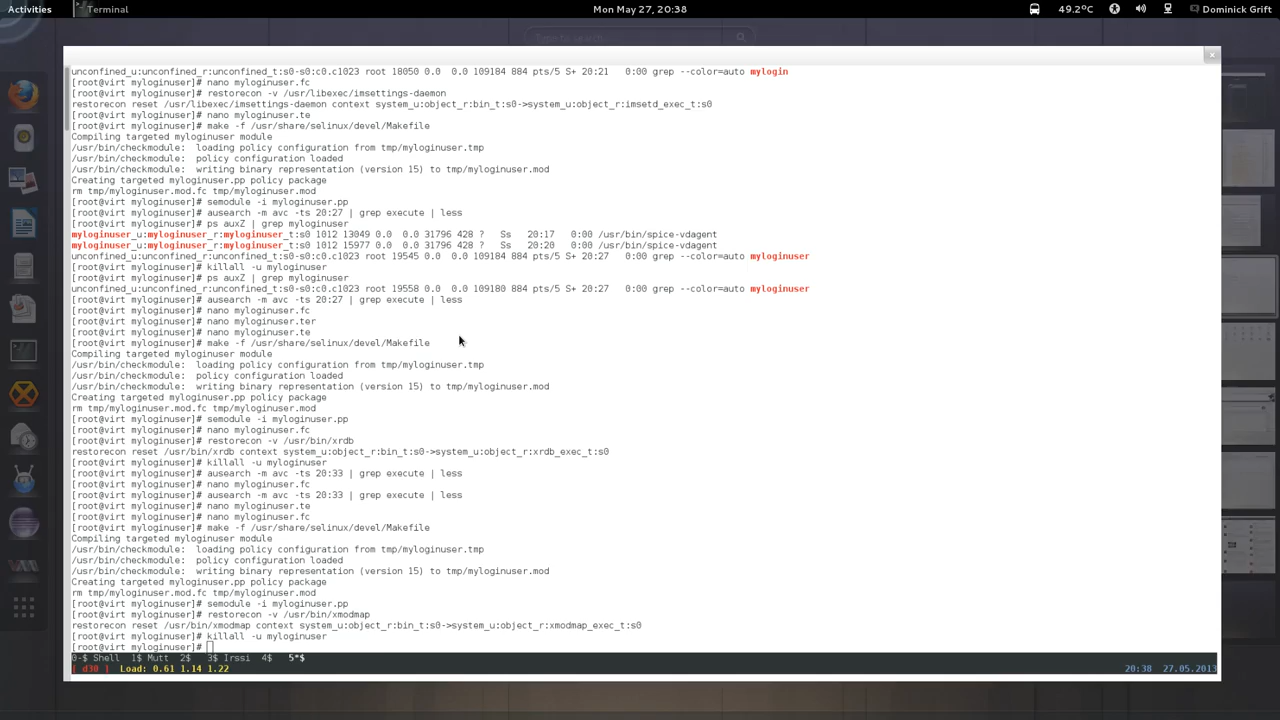 Activities Terminal Mon May 27, 20:38 49.2°C Dominick Grift
Type to search...
unconfined_u:unconfined_r:unconfined_t:s0-s0:c0.c1023 root 18050 0.0  0.0 109184 884 pts/5 S+ 20:21   0:00 grep --color=auto mylogin
[root@virt myloginuser]# nano myloginuser.fc
[root@virt myloginuser]# restorecon -v /usr/libexec/imsettings-daemon
restorecon reset /usr/libexec/imsettings-daemon context system_u:object_r:bin_t:s0->system_u:object_r:imsetd_exec_t:s0
[root@virt myloginuser]# nano myloginuser.te
[root@virt myloginuser]# make -f /usr/share/selinux/devel/Makefile
Compiling targeted myloginuser module
/usr/bin/checkmodule:  loading policy configuration from tmp/myloginuser.tmp
/usr/bin/checkmodule:  policy configuration loaded
/usr/bin/checkmodule:  writing binary representation (version 15) to tmp/myloginuser.mod
Creating targeted myloginuser.pp policy package
rm tmp/myloginuser.mod.fc tmp/myloginuser.mod
[root@virt myloginuser]# semodule -i myloginuser.pp
[root@virt myloginuser]# ausearch -m avc -ts 20:27 | grep execute | less
[root@virt myloginuser]# ps auxZ | grep myloginuser
myloginuser_u:myloginuser_r:myloginuser_t:s0 1012 13049 0.0  0.0 31796 428 ?   Ss   20:17   0:00 /usr/bin/spice-vdagent
myloginuser_u:myloginuser_r:myloginuser_t:s0 1012 15977 0.0  0.0 31796 428 ?   Ss   20:20   0:00 /usr/bin/spice-vdagent
unconfined_u:unconfined_r:unconfined_t:s0-s0:c0.c1023 root 19545 0.0  0.0 109184 884 pts/5 S+ 20:27   0:00 grep --color=auto myloginuser
[root@virt myloginuser]# killall -u myloginuser
[root@virt myloginuser]# ps auxZ | grep myloginuser
unconfined_u:unconfined_r:unconfined_t:s0-s0:c0.c1023 root 19558 0.0  0.0 109180 884 pts/5 S+ 20:27   0:00 grep --color=auto myloginuser
[root@virt myloginuser]# ausearch -m avc -ts 20:27 | grep execute | less
[root@virt myloginuser]# nano myloginuser.fc
[root@virt myloginuser]# nano myloginuser.ter
[root@virt myloginuser]# nano myloginuser.te
[root@virt myloginuser]# make -f /usr/share/selinux/devel/Makefile
Compiling targeted myloginuser module
/usr/bin/checkmodule:  loading policy configuration from tmp/myloginuser.tmp
/usr/bin/checkmodule:  policy configuration loaded
/usr/bin/checkmodule:  writing binary representation (version 15) to tmp/myloginuser.mod
Creating targeted myloginuser.pp policy package
rm tmp/myloginuser.mod.fc tmp/myloginuser.mod
[root@virt myloginuser]# semodule -i myloginuser.pp
[root@virt myloginuser]# nano myloginuser.fc
[root@virt myloginuser]# restorecon -v /usr/bin/xrdb
restorecon reset /usr/bin/xrdb context system_u:object_r:bin_t:s0->system_u:object_r:xrdb_exec_t:s0
[root@virt myloginuser]# killall -u myloginuser
[root@virt myloginuser]# ausearch -m avc -ts 20:33 | grep execute | less
[root@virt myloginuser]# nano myloginuser.fc
[root@virt myloginuser]# ausearch -m avc -ts 20:33 | grep execute | less
[root@virt myloginuser]# nano myloginuser.te
[root@virt myloginuser]# nano myloginuser.fc
[root@virt myloginuser]# make -f /usr/share/selinux/devel/Makefile
Compiling targeted myloginuser module
/usr/bin/checkmodule:  loading policy configuration from tmp/myloginuser.tmp
/usr/bin/checkmodule:  policy configuration loaded
/usr/bin/checkmodule:  writing binary representation (version 15) to tmp/myloginuser.mod
Creating targeted myloginuser.pp policy package
rm tmp/myloginuser.mod.fc tmp/myloginuser.mod
[root@virt myloginuser]# semodule -i myloginuser.pp
[root@virt myloginuser]# restorecon -v /usr/bin/xmodmap
restorecon reset /usr/bin/xmodmap context system_u:object_r:bin_t:s0->system_u:object_r:xmodmap_exec_t:s0
[root@virt myloginuser]# killall -u myloginuser
[root@virt myloginuser]#
0-$ Shell  1$ Mutt  2$   3$ Irssi  4$   5*$
[ d30 ]  Load: 0.61 1.14 1.22 20:38  27.05.2013